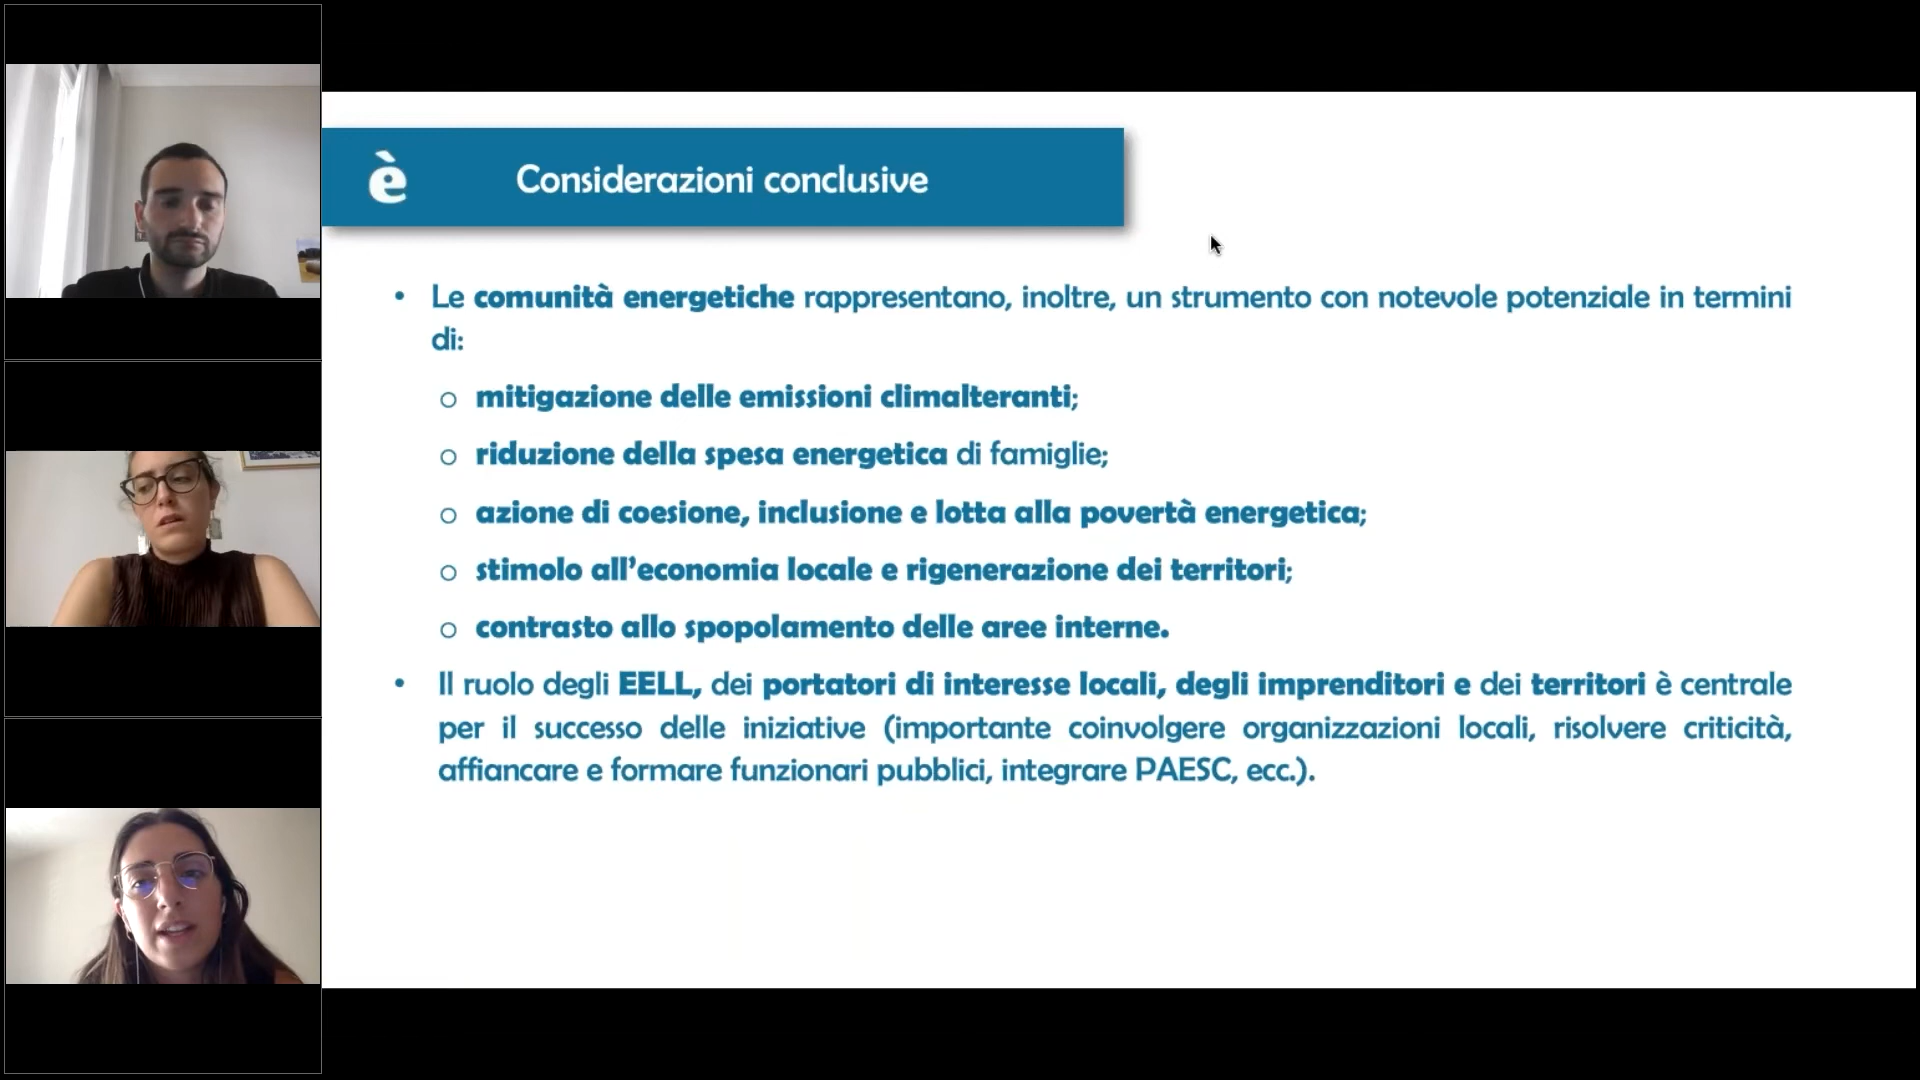 è
Considerazioni conclusive
• Le comunità energetiche rappresentano, inoltre, un strumento con notevole potenziale in termini
di:
o mitigazione delle emissioni climalteranti;
o riduzione della spesa energetica di famiglie;
o azione di coesione, inclusione e lotta alla povertà energetica;
o stimolo all’economia locale e rigenerazione dei territori;
o contrasto allo spopolamento delle aree interne.
• Il ruolo degli EELL, dei portatori di interesse locali, degli imprenditori e dei territori è centrale
per il successo delle iniziative (importante coinvolgere organizzazioni locali, risolvere criticità,
affiancare e formare funzionari pubblici, integrare PAESC, ecc.).